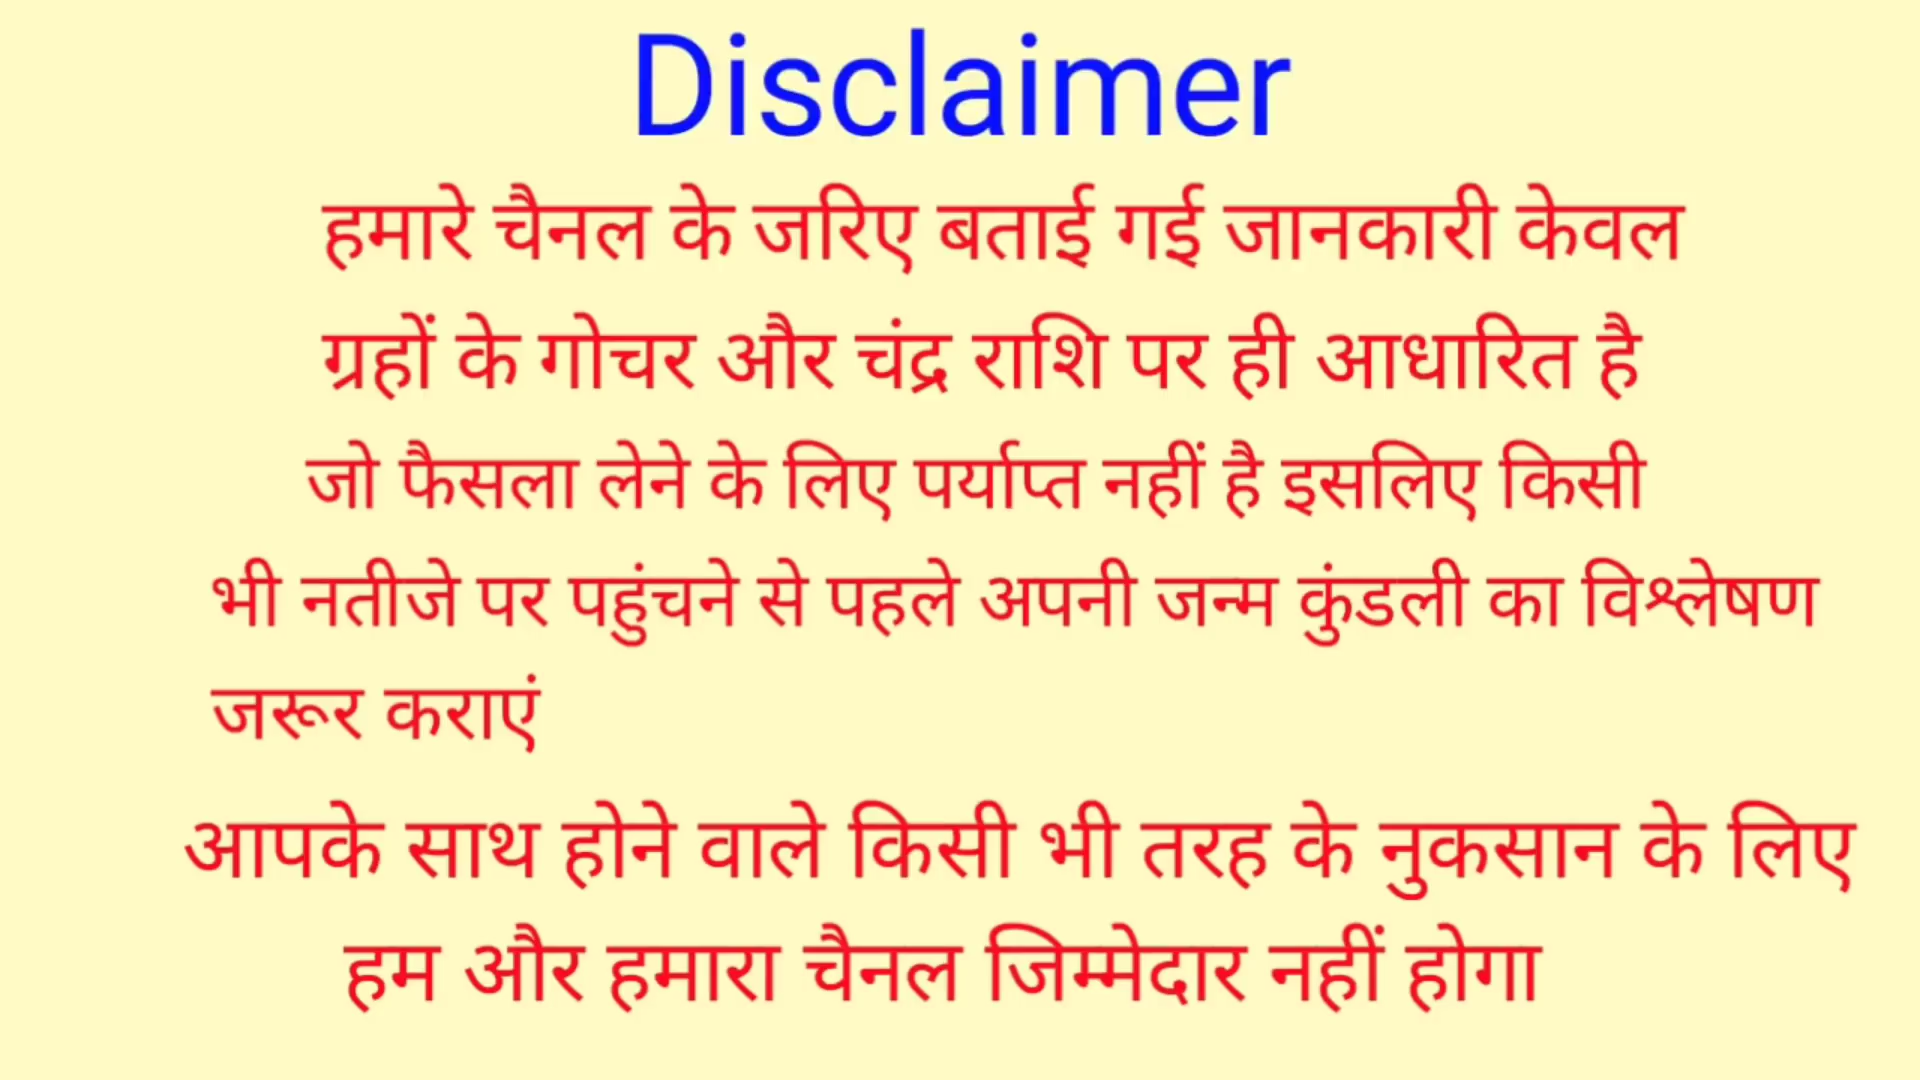 Disclaimer
हमारे चैनल के जरिए बताई गई जानकारी केवल
ग्रहों के गोचर और चंद्र राशि पर ही आधारित है
जो फैसला लेने के लिए पर्याप्त नहीं है इसलिए किसी
भी नतीजे पर पहुंचने से पहले अपनी जन्म कुंडली का विश्लेषण
जरूर कराएं
आपके साथ होने वाले किसी भी तरह के नुकसान के लिए
हम और हमारा चैनल जिम्मेदार नहीं होगा